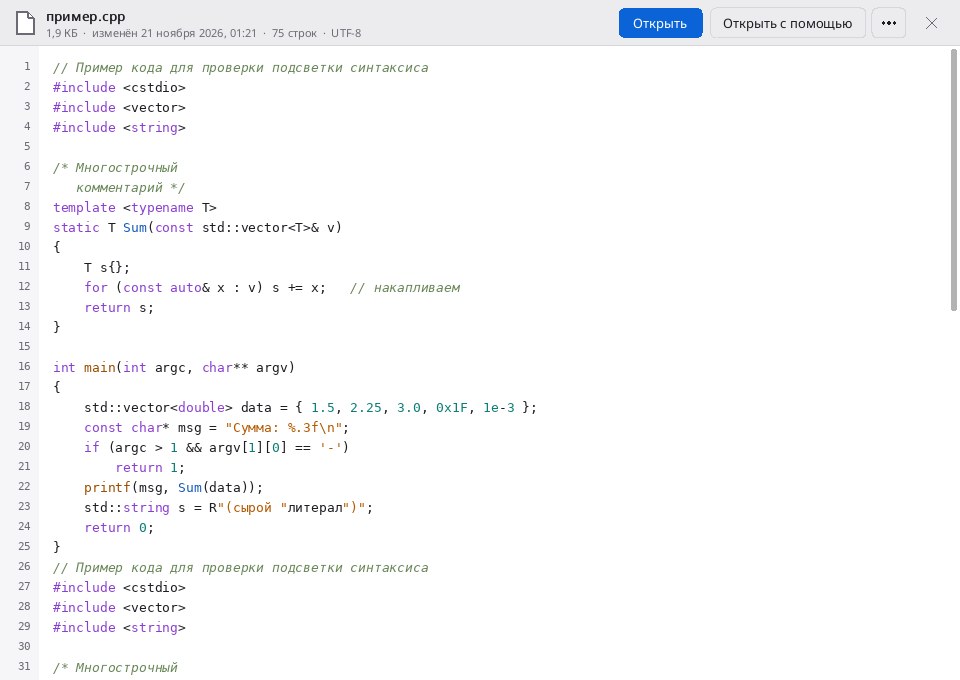 пример.cpp
1,9 КБ · изменён 21 ноября 2026, 01:21 · 75 строк · UTF-8
Открыть
Открыть с помощью
•••
1 // Пример кода для проверки подсветки синтаксиса
2 #include <cstdio>
3 #include <vector>
4 #include <string>
5
6 /* Многострочный
7    комментарий */
8 template <typename T>
9 static T Sum(const std::vector<T>& v)
10 {
11     T s{};
12     for (const auto& x : v) s += x;   // накапливаем
13     return s;
14 }
15
16 int main(int argc, char** argv)
17 {
18     std::vector<double> data = { 1.5, 2.25, 3.0, 0x1F, 1e-3 };
19     const char* msg = "Сумма: %.3f\n";
20     if (argc > 1 && argv[1][0] == '-')
21         return 1;
22     printf(msg, Sum(data));
23     std::string s = R"(сырой "литерал")";
24     return 0;
25 }
26 // Пример кода для проверки подсветки синтаксиса
27 #include <cstdio>
28 #include <vector>
29 #include <string>
30
31 /* Многострочный